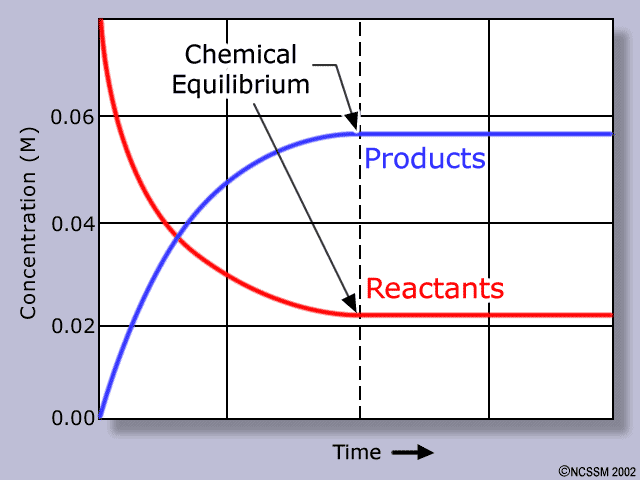 Chemical
Equilibrium
0.06
Products
0.04
Reactants
0.02
0.00
Concentration (M)
Time
©NCSSM 2002